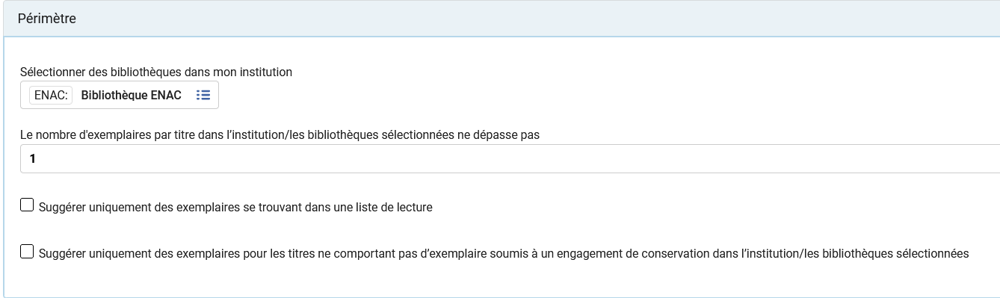 Périmètre
Sélectionner des bibliothèques dans mon institution
ENAC: Bibliothèque ENAC
Le nombre d'exemplaires par titre dans l’institution/les bibliothèques sélectionnées ne dépasse pas
1
Suggérer uniquement des exemplaires se trouvant dans une liste de lecture
Suggérer uniquement des exemplaires pour les titres ne comportant pas d’exemplaire soumis à un engagement de conservation dans l’institution/les bibliothèques sélectionnées